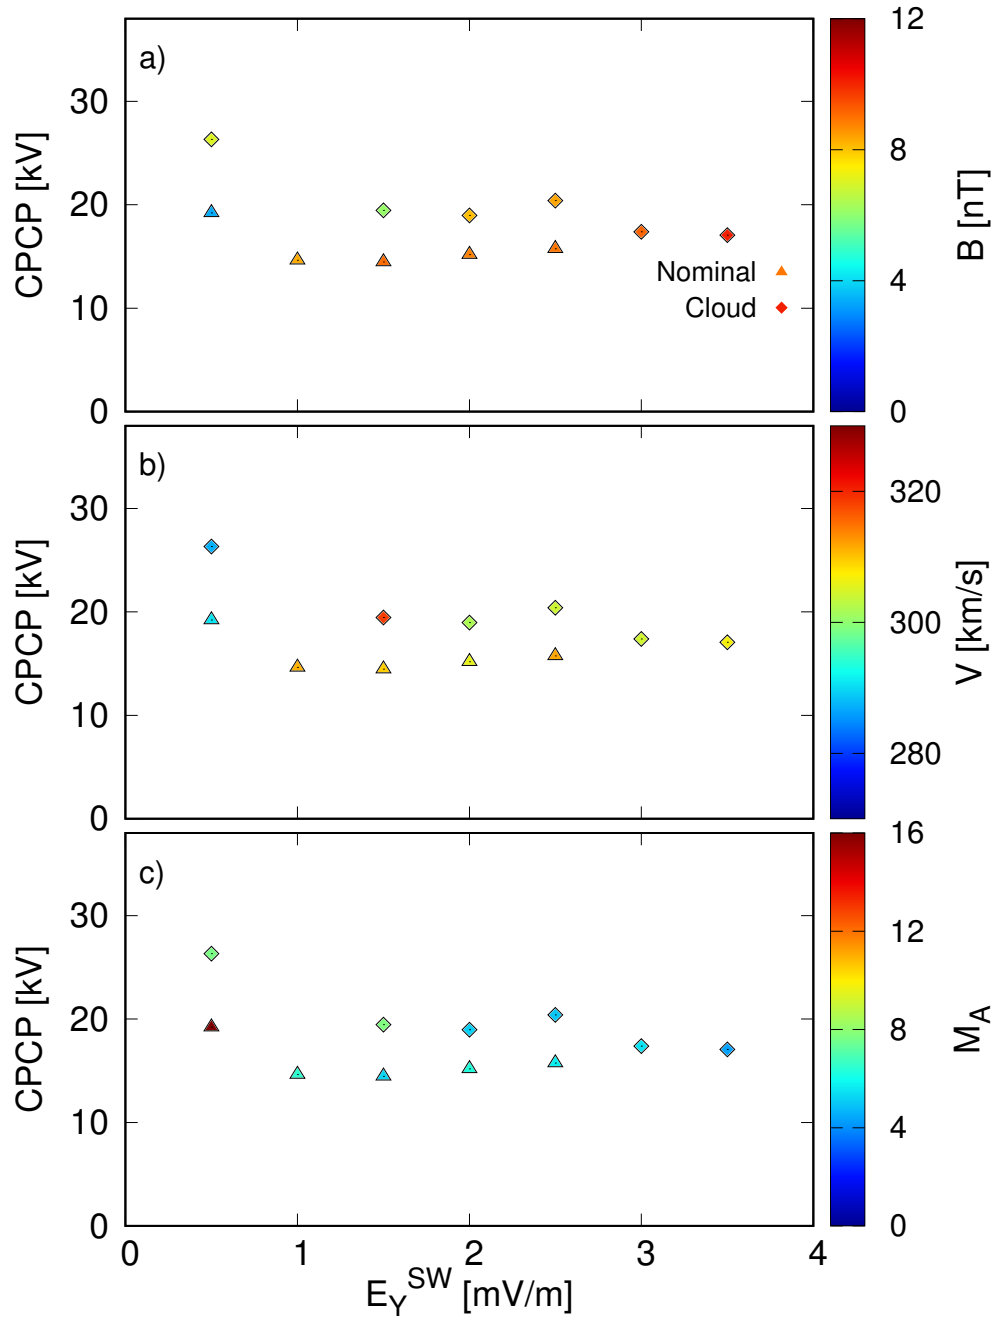 a)
CPCP [kV]
30
20
10
0
Nominal
Cloud
12
8
4
0
B [nT]
b)
CPCP [kV]
30
20
10
0
320
300
280
V [km/s]
c)
CPCP [kV]
30
20
10
0
16
12
8
4
0
M_A
0 1 2 3 4
E_Y^SW [mV/m]